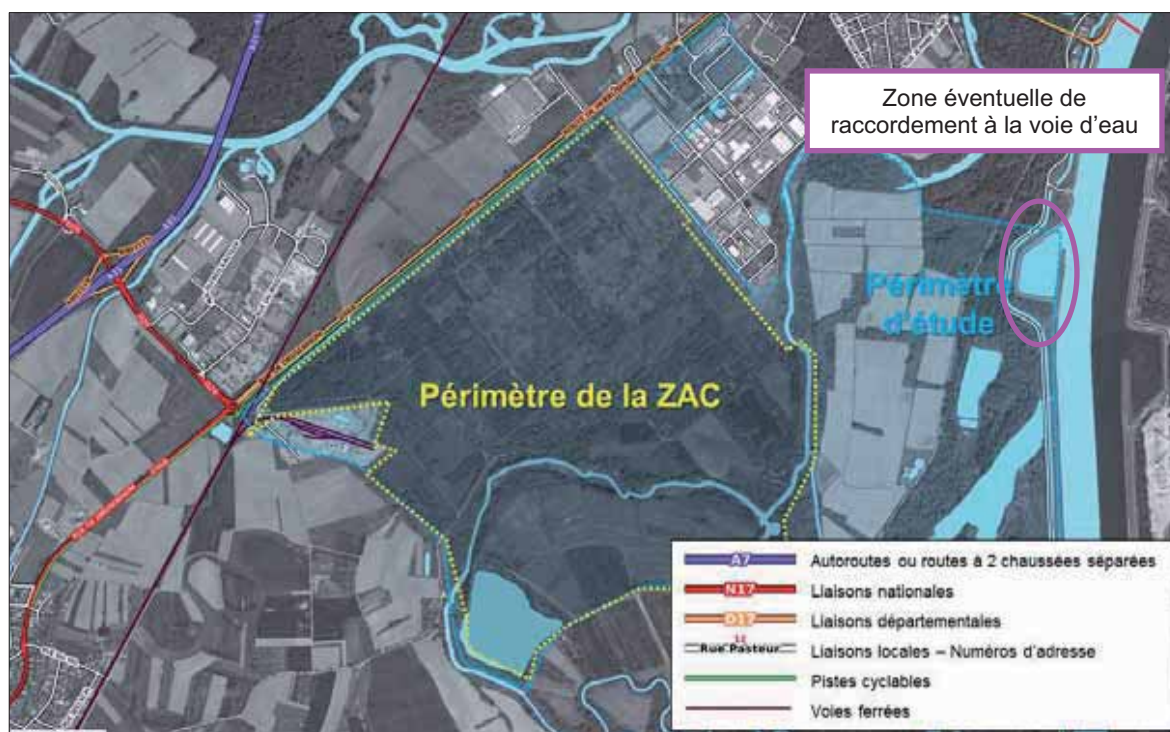 Zone éventuelle de
raccordement à la voie d'eau
Périmètre
d'étude
Périmètre de la ZAC
A7 Autoroutes ou routes à 2 chaussées séparées
N17 Liaisons nationales
D17 Liaisons départementales
12
Rue Pasteur Liaisons locales – Numéros d'adresse
Pistes cyclables
Voies ferrées